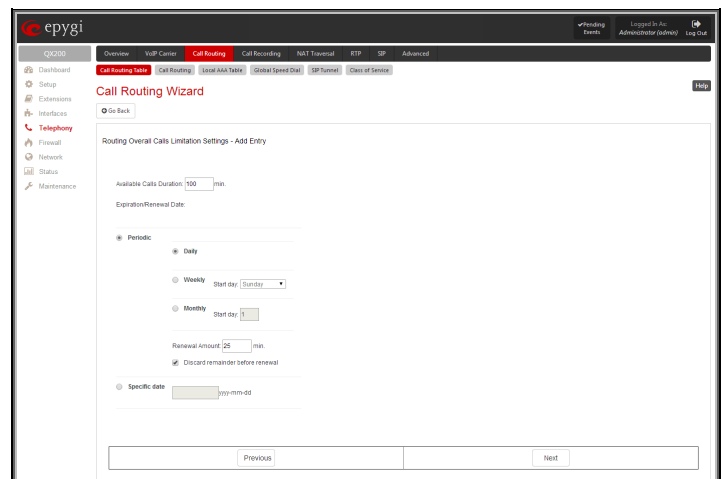 epygi
Pending Events
Logged In As: Administrator (admin)
Log Out
QX200
Overview VoIP Carrier Call Routing Call Recording NAT Traversal RTP SIP Advanced
Dashboard
Setup
Extensions
Interfaces
Telephony
Firewall
Network
Status
Maintenance
Call Routing Table Call Routing Local AAA Table Global Speed Dial SIP Tunnel Class of Service
Call Routing Wizard
Help
Go Back
Routing Overall Calls Limitation Settings - Add Entry
Available Calls Duration: 100 min.
Expiration/Renewal Date:
Periodic
Daily
Weekly Start day: Sunday
Monthly Start day: 1
Renewal Amount: 25 min.
Discard remainder before renewal
Specific date yyyy-mm-dd
Previous Next